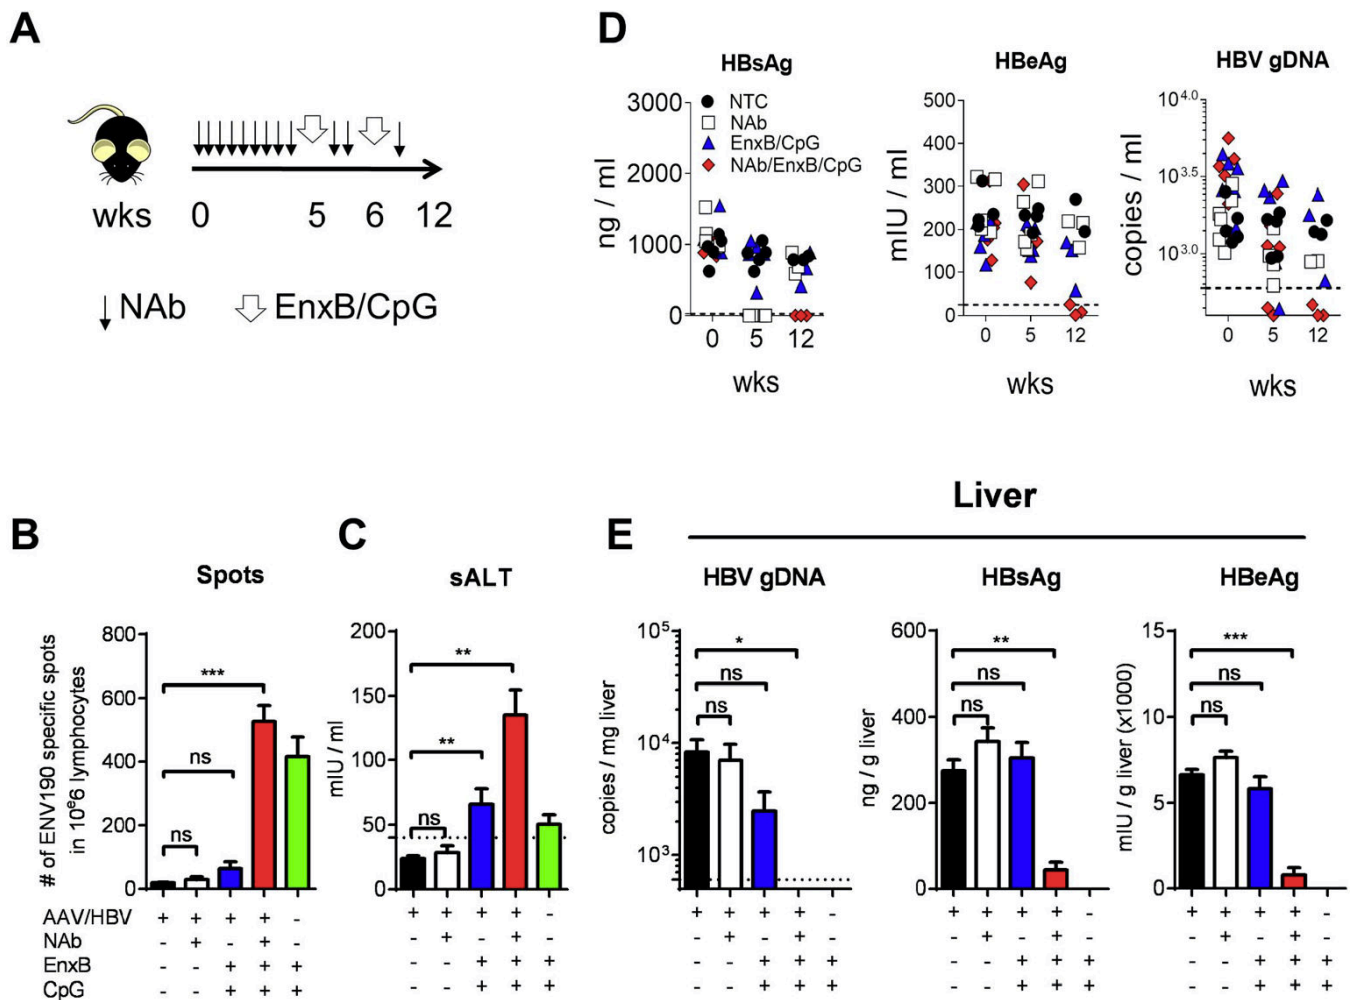 A
wks 0 5 6 12
NAb EnxB/CpG
D
HBsAg
3000
2000
1000
0
ng / ml
NTC
NAb
EnxB/CpG
NAb/EnxB/CpG
0 5 12
wks
HBeAg
500
400
300
200
100
0
mIU / ml
0 5 12
wks
HBV gDNA
10^4.0
10^3.5
10^3.0
copies / ml
0 5 12
wks
B
Spots
# of ENV190 specific spots
in 10^6 lymphocytes
800
600
400
200
0
***
ns
ns
AAV/HBV + + + + -
NAb - + - + -
EnxB - - + + +
CpG - - + + +
C
sALT
mIU / ml
200
150
100
50
0
**
**
ns
+ + + + -
- + - + -
- - + + +
- - + + +
Liver
E
HBV gDNA
copies / mg liver
10^5
10^4
10^3
*
ns
ns
+ + + + -
- + - + -
- - + + +
- - + + +
HBsAg
ng / g liver
600
400
200
0
**
ns
ns
+ + + + -
- + - + -
- - + + +
- - + + +
HBeAg
mIU / g liver (x1000)
15
10
5
0
***
ns
ns
+ + + + -
- + - + -
- - + + +
- - + + +